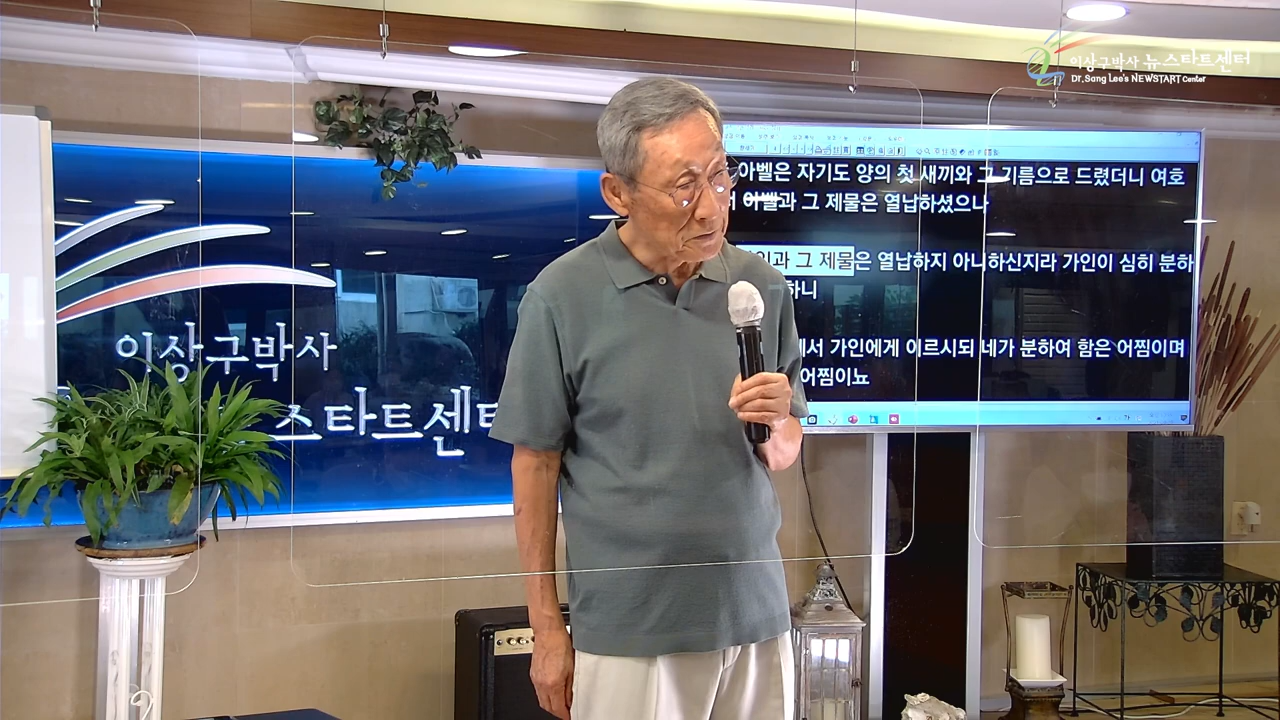 이상구박사 뉴스타트센터
Dr. Sang Lee's NEWSTART Center
아벨은 자기도 양의 첫 새끼와 그 기름으로 드렸더니 여호
아벨과 그 제물은 열납하셨으나
과 그 제물은 열납하지 아니하신지라 가인이 심히 분하
하니
에서 가인에게 이르시되 네가 분하여 함은 어찜이며
어찜이뇨
이상구박사
스타트센터